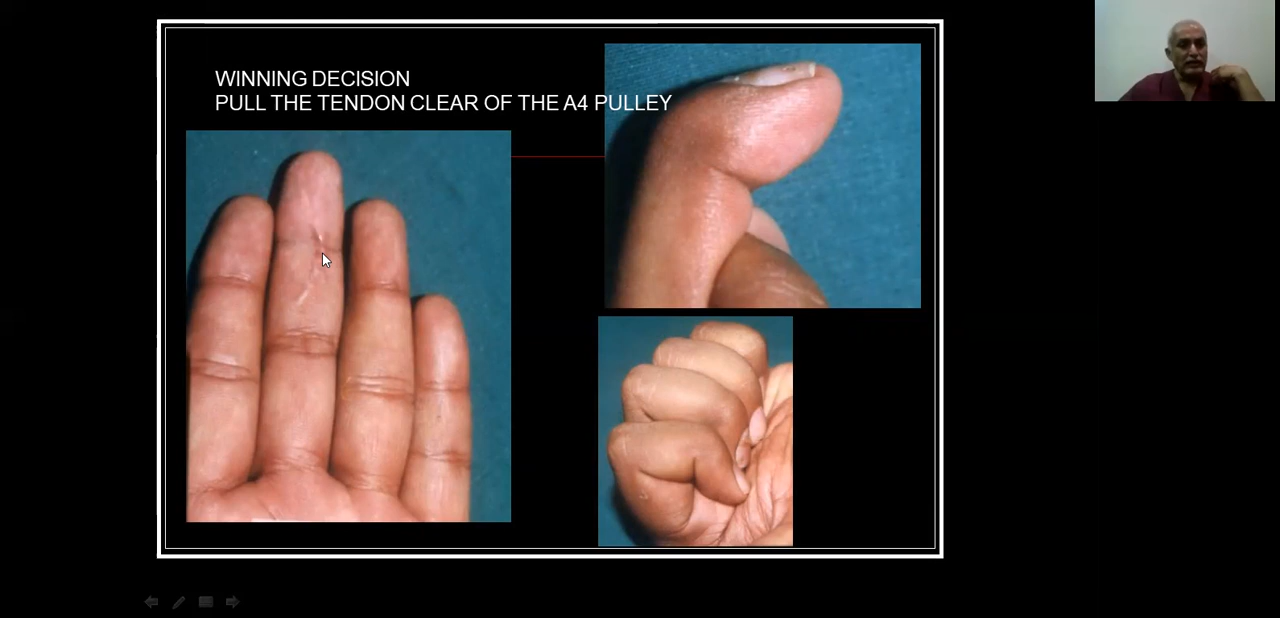 WINNING DECISION
PULL THE TENDON CLEAR OF THE A4 PULLEY